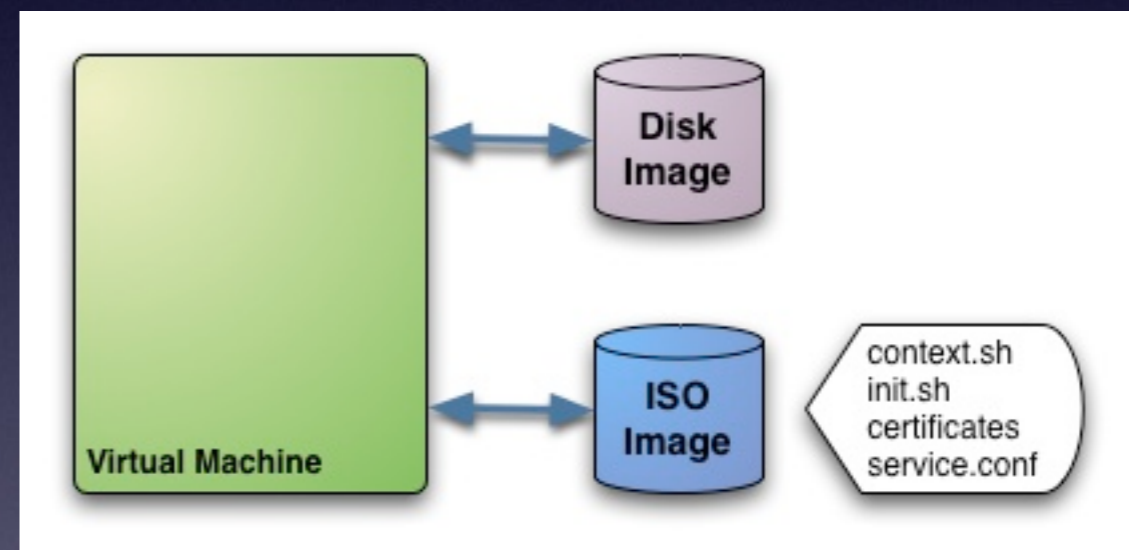 Disk
Image
Virtual Machine
ISO
Image
context.sh
init.sh
certificates
service.conf